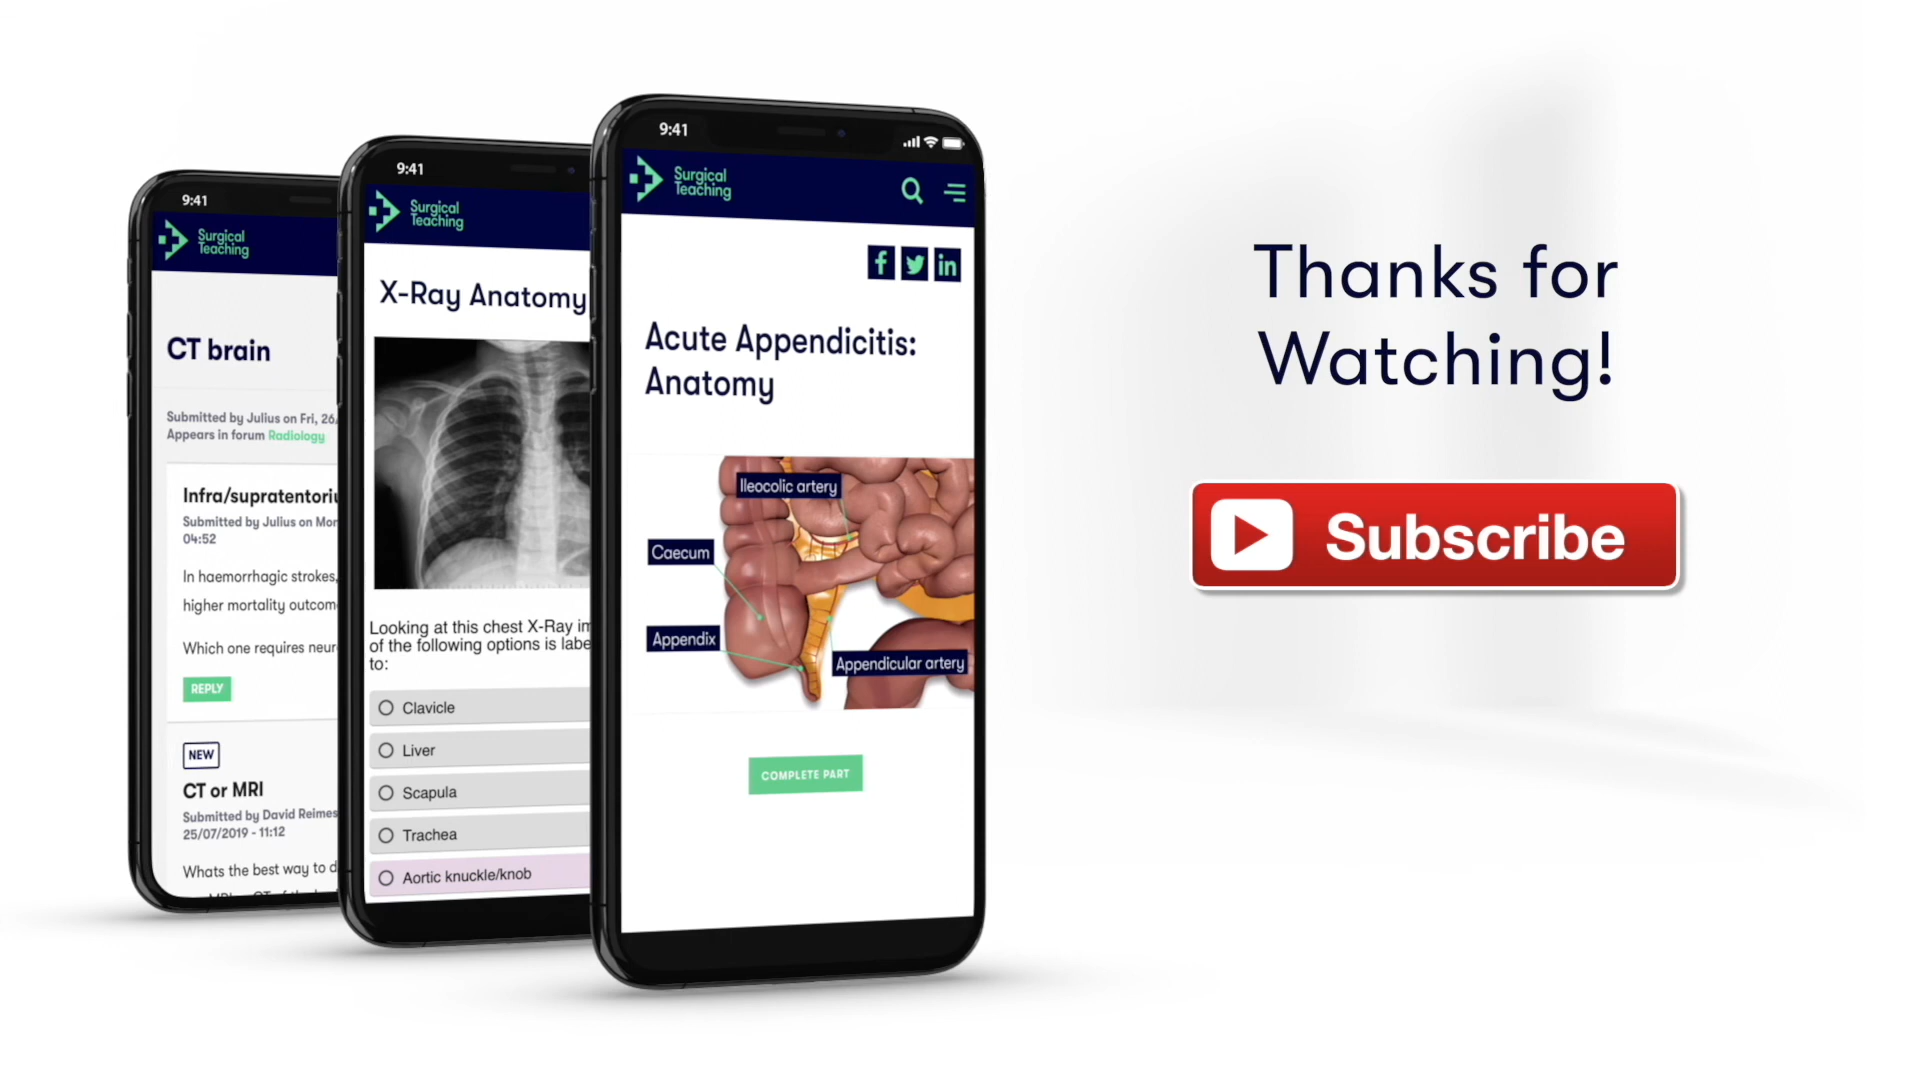 9:41
Surgical
Teaching
CT brain
Submitted by Julius on Fri, 26
Appears in forum Radiology
Infra/supratentoriu
Submitted by Julius on Mon
04:52
In haemorrhagic strokes,
higher mortality outcom
Which one requires neur
REPLY
NEW
CT or MRI
Submitted by David Reimes
25/07/2019 - 11:12
Whats the best way to d
9:41
Surgical
Teaching
X-Ray Anatomy
Looking at this chest X-Ray im
of the following options is labe
to:
Clavicle
Liver
Scapula
Trachea
Aortic knuckle/knob
9:41
Surgical
Teaching
f
in
Acute Appendicitis:
Anatomy
Ileocolic artery
Caecum
Appendix
Appendicular artery
COMPLETE PART
Thanks for
Watching!
Subscribe